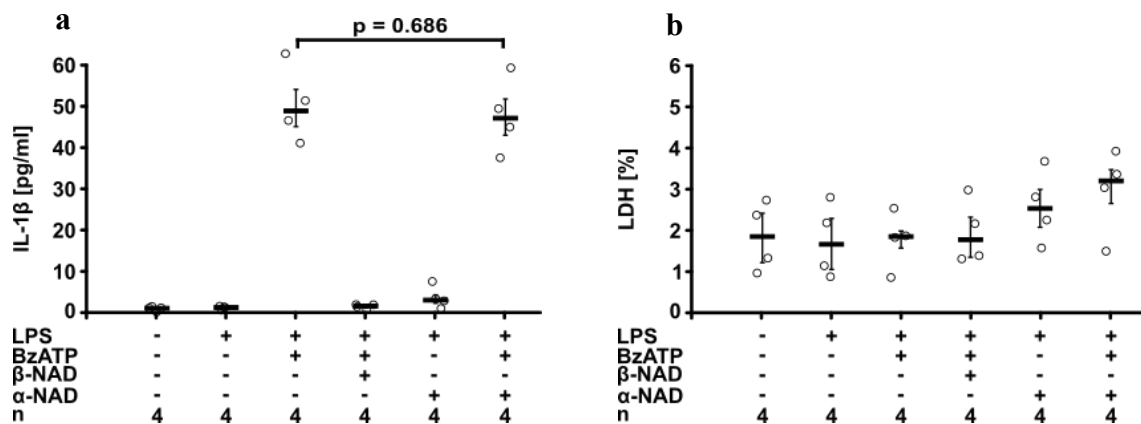 a
p = 0.686
IL-1β [pg/ml]
60
50
40
30
20
10
0
LPS - + + + + +
BzATP - - + + - +
β-NAD - - - + - -
α-NAD - - - - + +
n 4 4 4 4 4 4
b
LDH [%]
6
5
4
3
2
1
0
LPS - + + + + +
BzATP - - + + - +
β-NAD - - - + - -
α-NAD - - - - + +
n 4 4 4 4 4 4